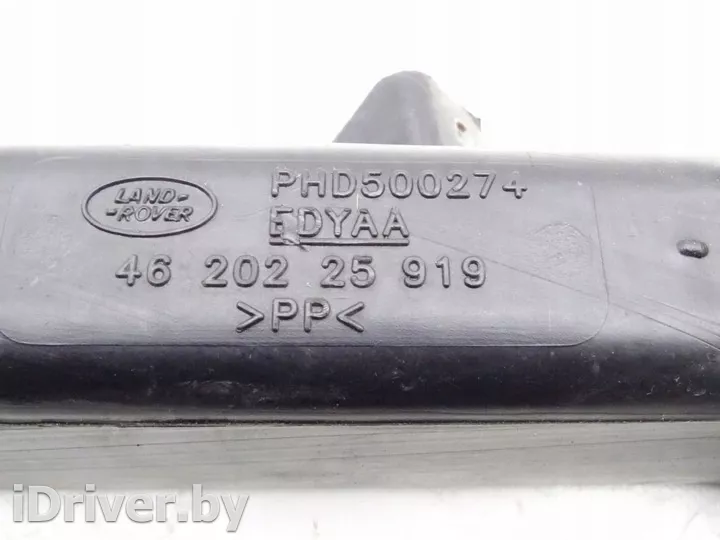 LAND-
-ROVER
PHD500274
EDYAA
46 202 25 919
>PP<
iDriver.by